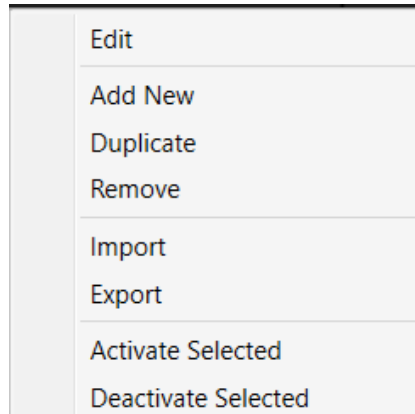 Edit
Add New
Duplicate
Remove
Import
Export
Activate Selected
Deactivate Selected